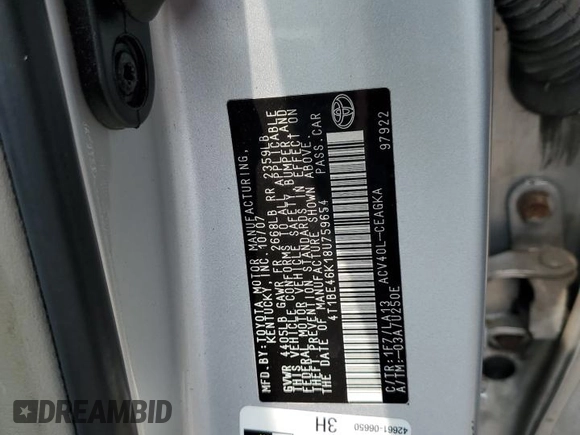 MFD.BY:TOYOTA MOTOR MANUFACTURING,
KENTUCKY, INC. 10/07
GVWR 4405LB GAWR FR 2668LB RR 2359LB
THIS VEHICLE CONFORMS TO ALL APPLICABLE
FEDERAL MOTOR VEHICLE SAFETY, BUMPER, AND
THEFT PREVENTION STANDARDS IN EFFECT ON
THE DATE OF MANUFACTURE SHOWN ABOVE.
4T1BE46K18U759654 PASS.CAR
C/TR:1F7/LA13 ACV40L-CEAGKA
A/TM:-03A/U250E 97922
42661-06650
3H
DREAMBID